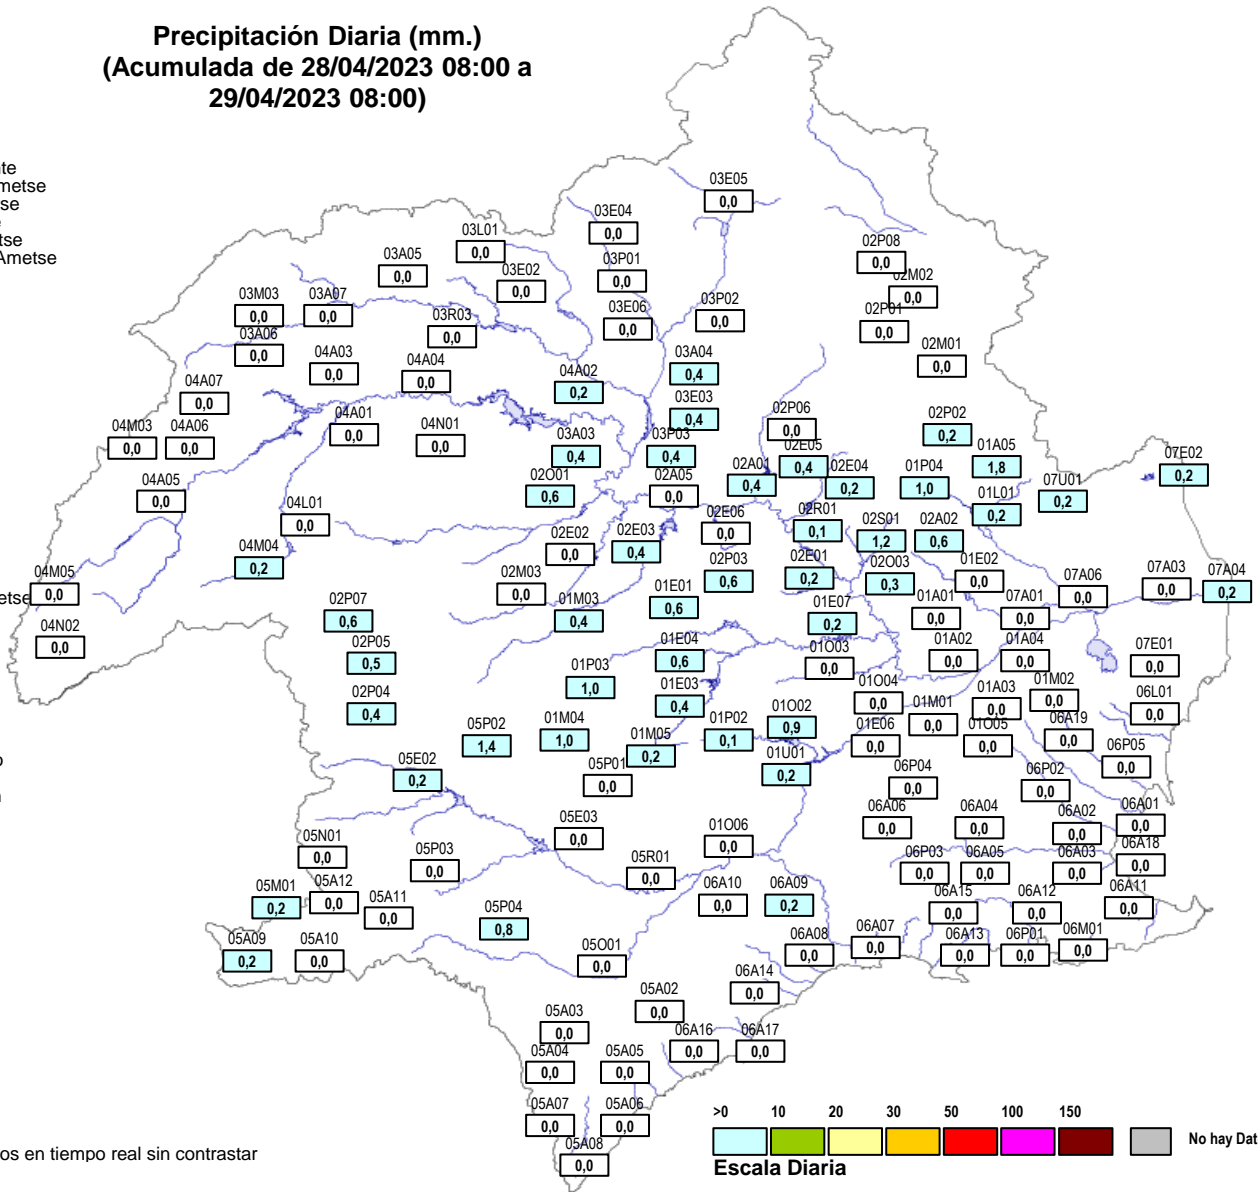 Precipitación Diaria (mm.)
(Acumulada de 28/04/2023 08:00 a
29/04/2023 08:00)
03E05
0,0
03E04
0,0
03L01
0,0
03A05
0,0
03E02
0,0
03P01
0,0
02P08
0,0
02M02
0,0
03M03
0,0
03A07
0,0
03R03
0,0
03E06
0,0
03P02
0,0
02P01
0,0
03A06
0,0
04A03
0,0
04A04
0,0
04A02
0,2
03A04
0,4
02M01
0,0
04A07
0,0
03E03
0,4
04M03
0,0
04A06
0,0
04A01
0,0
04N01
0,0
03A03
0,4
03P03
0,4
02P06
0,0
02P02
0,2
02E05
0,4
01A05
1,8
07E02
0,2
04A05
0,0
02O01
0,6
02A05
0,0
02A01
0,4
02E04
0,2
01P04
1,0
07U01
0,2
01L01
0,2
04L01
0,0
02E02
0,0
02E03
0,4
02E06
0,0
02R01
0,1
02S01
1,2
02A02
0,6
04M04
0,2
04M05
0,0
02M03
0,0
02P03
0,6
02E01
0,2
02O03
0,3
01E02
0,0
07A06
0,0
07A03
0,0
07A04
0,2
02P07
0,6
01M03
0,4
01E01
0,6
01E07
0,2
01A01
0,0
07A01
0,0
04N02
0,0
02P05
0,5
01E04
0,6
01O03
0,0
01A02
0,0
01A04
0,0
07E01
0,0
02P04
0,4
01P03
1,0
01E03
0,4
01O04
0,0
01A03
0,0
01M02
0,0
06L01
0,0
05P02
1,4
01M04
1,0
01M05
0,2
01P02
0,1
01O02
0,9
01E06
0,0
01M01
0,0
01O05
0,0
06A19
0,0
06P05
0,0
05E02
0,2
05P01
0,0
01U01
0,2
06P04
0,0
06P02
0,0
05E03
0,0
01O06
0,0
06A06
0,0
06A04
0,0
06A02
0,0
06A01
0,0
05N01
0,0
05P03
0,0
05R01
0,0
06P03
0,0
06A05
0,0
06A03
0,0
06A18
0,0
05M01
0,2
05A12
0,0
05A11
0,0
05P04
0,8
06A10
0,0
06A09
0,2
06A15
0,0
06A12
0,0
06A11
0,0
05A09
0,2
05A10
0,0
05O01
0,0
06A08
0,0
06A07
0,0
06A13
0,0
06P01
0,0
06M01
0,0
05A03
0,0
05A02
0,0
06A14
0,0
05A04
0,0
05A05
0,0
06A16
0,0
06A17
0,0
05A07
0,0
05A06
0,0
05A08
0,0
>0 10 20 30 50 100 150
No hay Dat
Escala Diaria
os en tiempo real sin contrastar